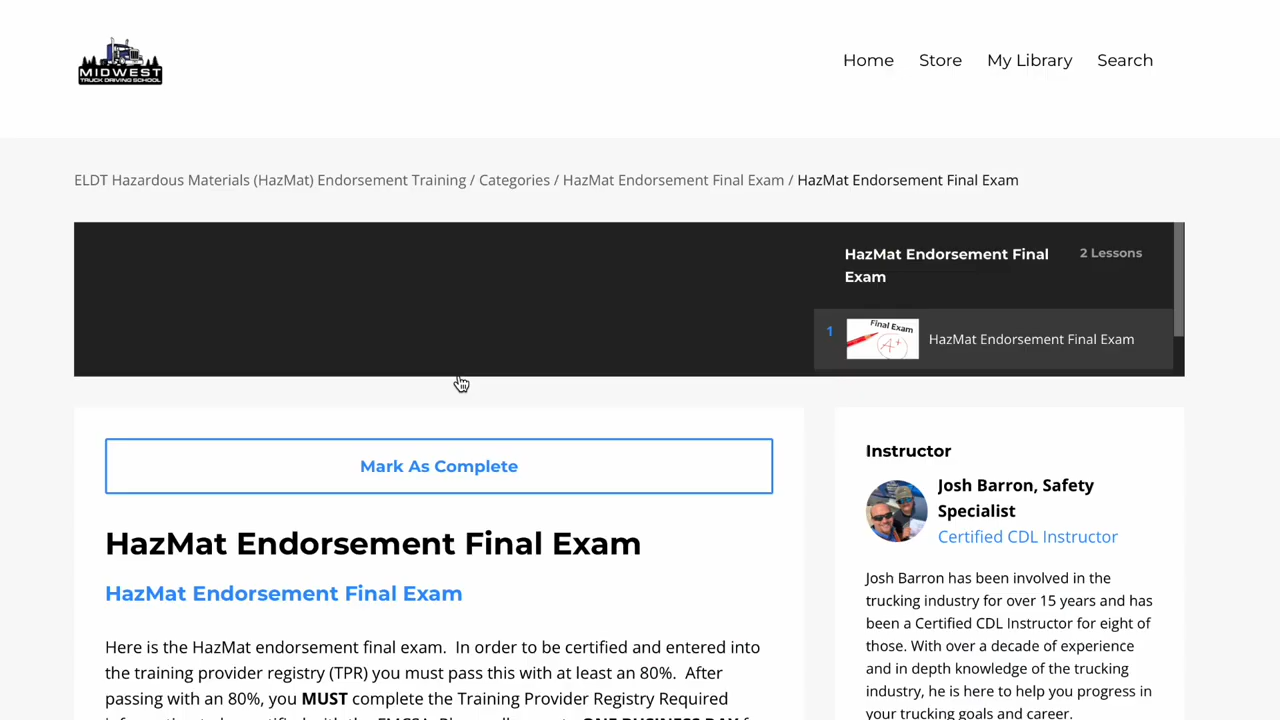 MIDWEST
TRUCK DRIVING SCHOOL
Home Store My Library Search
ELDT Hazardous Materials (HazMat) Endorsement Training / Categories / HazMat Endorsement Final Exam / HazMat Endorsement Final Exam
HazMat Endorsement Final
Exam
2 Lessons
1
Final Exam
A+
HazMat Endorsement Final Exam
Mark As Complete
HazMat Endorsement Final Exam
HazMat Endorsement Final Exam
Here is the HazMat endorsement final exam. In order to be certified and entered into
the training provider registry (TPR) you must pass this with at least an 80%. After
passing with an 80%, you MUST complete the Training Provider Registry Required
Instructor
Josh Barron, Safety
Specialist
Certified CDL Instructor
Josh Barron has been involved in the
trucking industry for over 15 years and has
been a Certified CDL Instructor for eight of
those. With over a decade of experience
and in depth knowledge of the trucking
industry, he is here to help you progress in
your trucking goals and career.